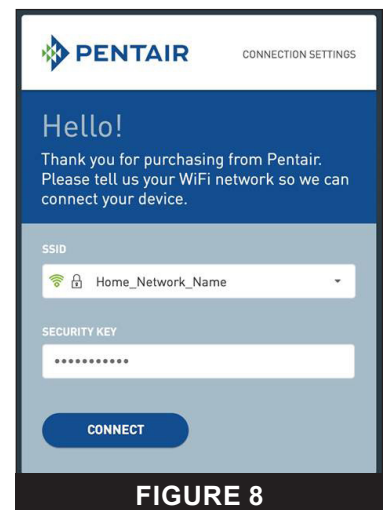 PENTAIR
CONNECTION SETTINGS
Hello!
Thank you for purchasing from Pentair.
Please tell us your WiFi network so we can
connect your device.
SSID
Home_Network_Name
SECURITY KEY
•••••••••••
CONNECT
FIGURE 8